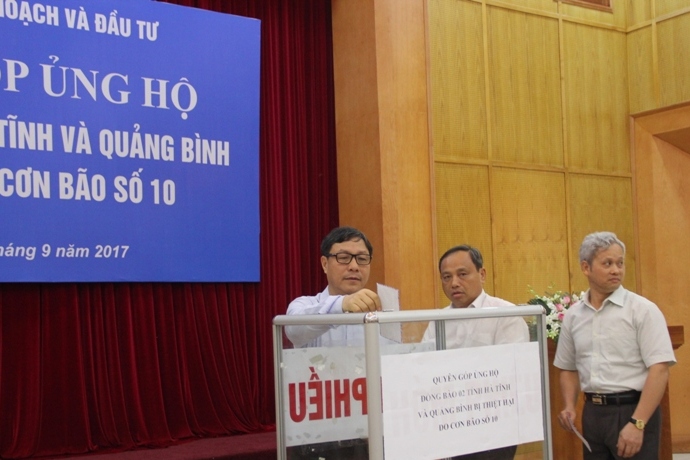 HOẠCH VÀ ĐẦU TƯ
ÓP ỦNG HỘ
TĨNH VÀ QUẢNG BÌNH
CƠN BÃO SỐ 10
háng 9 năm 2017
PHIẾU
QUYÊN GÓP ỦNG HỘ
ĐỒNG BÀO 02 TỈNH HÀ TĨNH
VÀ QUẢNG BÌNH BỊ THIỆT HẠI
DO CƠN BÃO SỐ 10